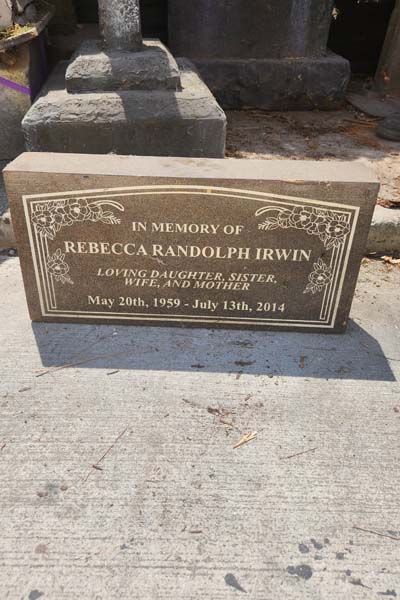 IN MEMORY OF
REBECCA RANDOLPH IRWIN
LOVING DAUGHTER, SISTER,
WIFE, AND MOTHER
May 20th, 1959 - July 13th, 2014